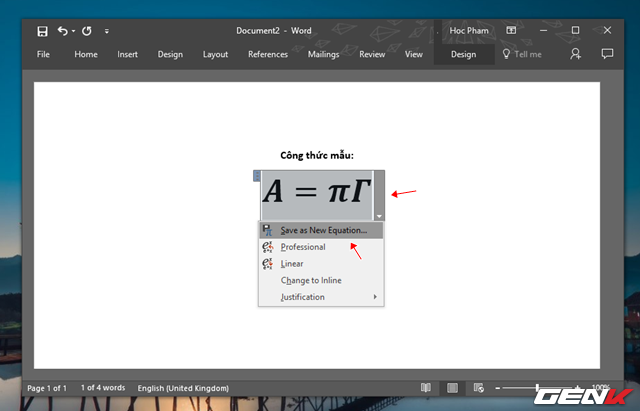 Document2 - Word
Hoc Pham
File Home Insert Design Layout References Mailings Review View Design Tell me
Công thức mẫu:
A = πΓ
Save as New Equation...
Professional
Linear
Change to Inline
Justification
Page 1 of 1 1 of 4 words English (United Kingdom) 100%
GENK